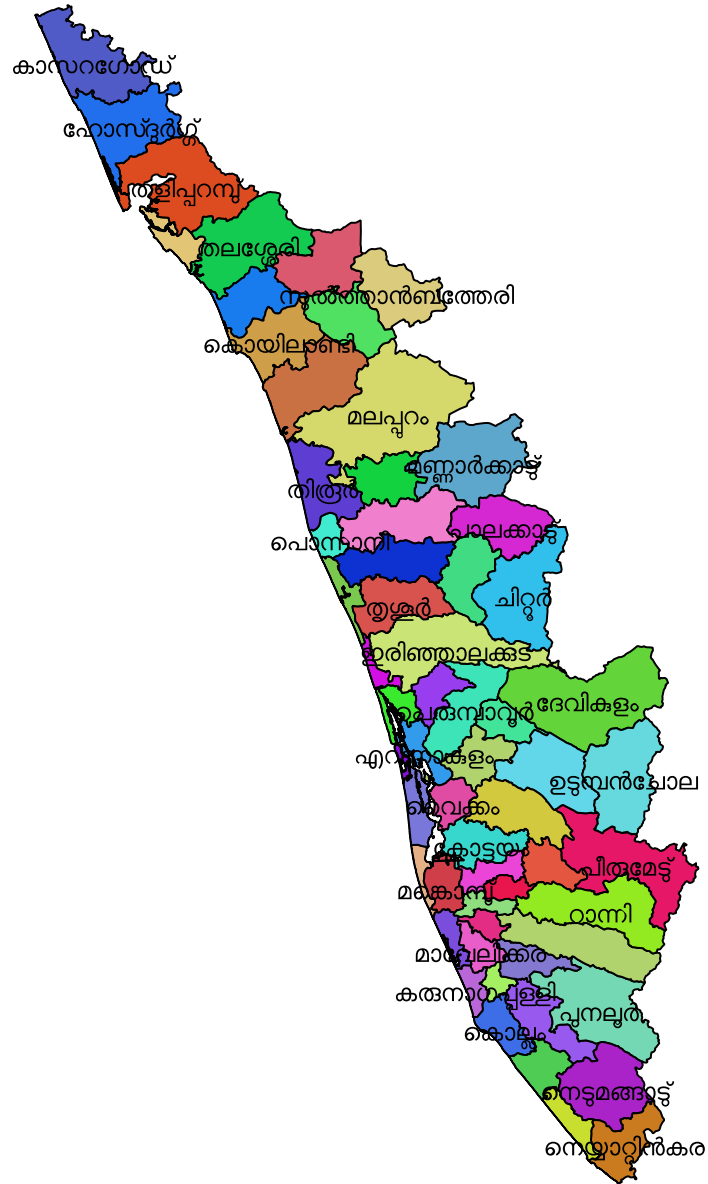 കാസറഗോഡ്
ഹോസ്ദുർഗ്ഗ്
തളിപ്പറമ്പ്
തലശ്ശേരി
സുൽത്താൻബത്തേരി
കൊയിലാണ്ടി
മലപ്പുറം
മണ്ണാർക്കാട്
തിരൂർ
പാലക്കാട്
പൊന്നാനി
ചിറ്റൂർ
തൃശൂർ
ഇരിഞ്ഞാലക്കുട
ദേവികുളം
പെരുമ്പാവൂർ
എറണാകുളം
ഉടുമ്പൻചോല
വൈക്കം
കോട്ടയം
പീരുമേട്
മങ്കൊമ്പ്
റാന്നി
മാവേലിക്കര
കരുനാഗപ്പള്ളി
പുനലൂർ
കൊല്ലം
നെടുമങ്ങാട്
നെയ്യാറ്റിൻകര